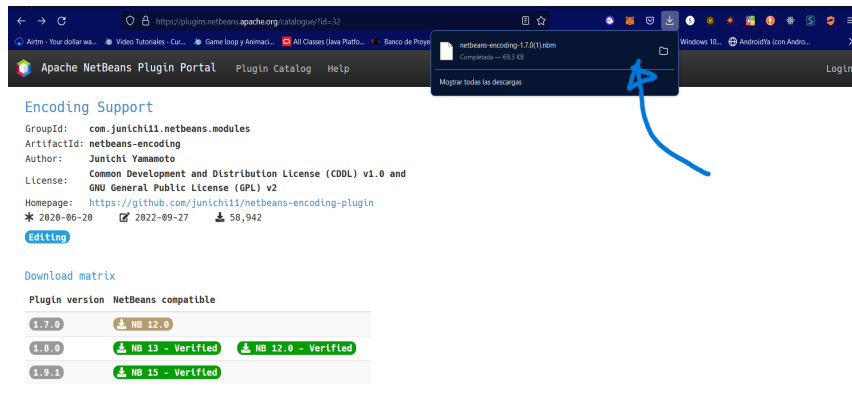 https://plugins.netbeans.apache.org/catalogue/?id=32
Airtm - Your dollar wa...
Video Tutoriales - Cur...
Game loop y Animaci...
All Classes (Java Platfo...
Banco de Proye
Windows 10...
AndroidYa (con Andro...
netbeans-encoding-1.7.0(1).nbm
Completada — 69,3 KB
Mostrar todas las descargas
Apache NetBeans Plugin Portal
Plugin Catalog
Help
Login
Encoding Support
GroupId: com.junichi11.netbeans.modules
ArtifactId: netbeans-encoding
Author: Junichi Yamamoto
License: Common Development and Distribution License (CDDL) v1.0 and
GNU General Public License (GPL) v2
Homepage: https://github.com/junichi11/netbeans-encoding-plugin
2020-06-20 2022-09-27 58,942
Editing
Download matrix
Plugin version NetBeans compatible
1.7.0 NB 12.0
1.8.0 NB 13 - Verified NB 12.0 - Verified
1.9.1 NB 15 - Verified